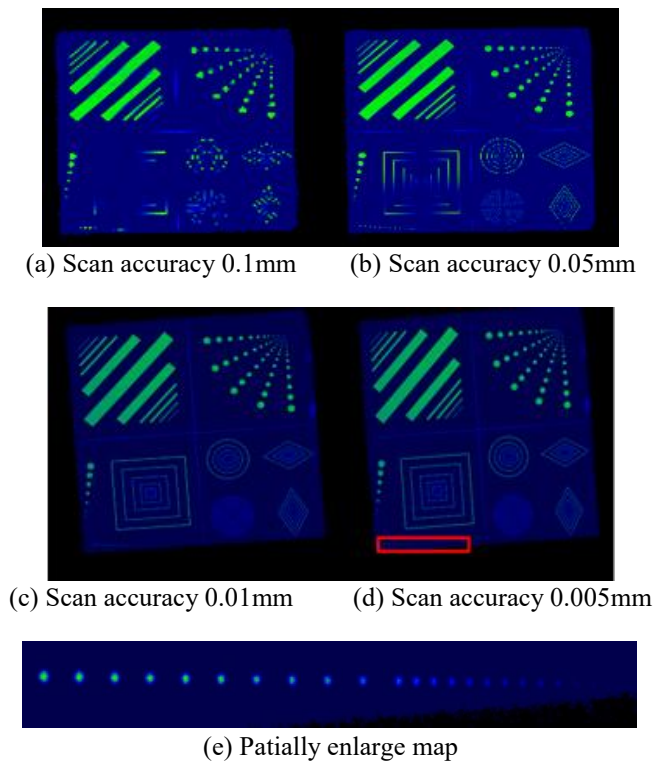 (a) Scan accuracy 0.1mm (b) Scan accuracy 0.05mm
(c) Scan accuracy 0.01mm (d) Scan accuracy 0.005mm
(e) Patially enlarge map